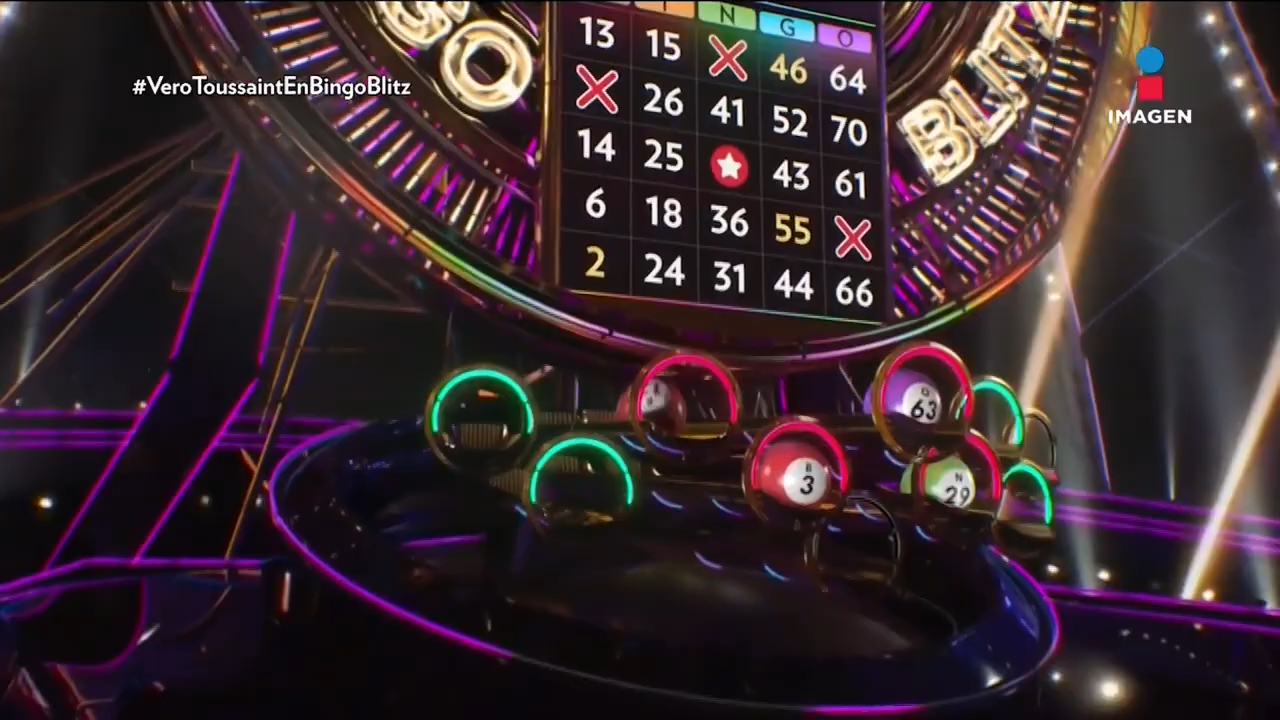 GO
BLITZ
I N G O
13 15 46 64
26 41 52 70
14 25 43 61
6 18 36 55
2 24 31 44 66
#VeroToussaintEnBingoBlitz
IMAGEN
G
63
B
3
N
29